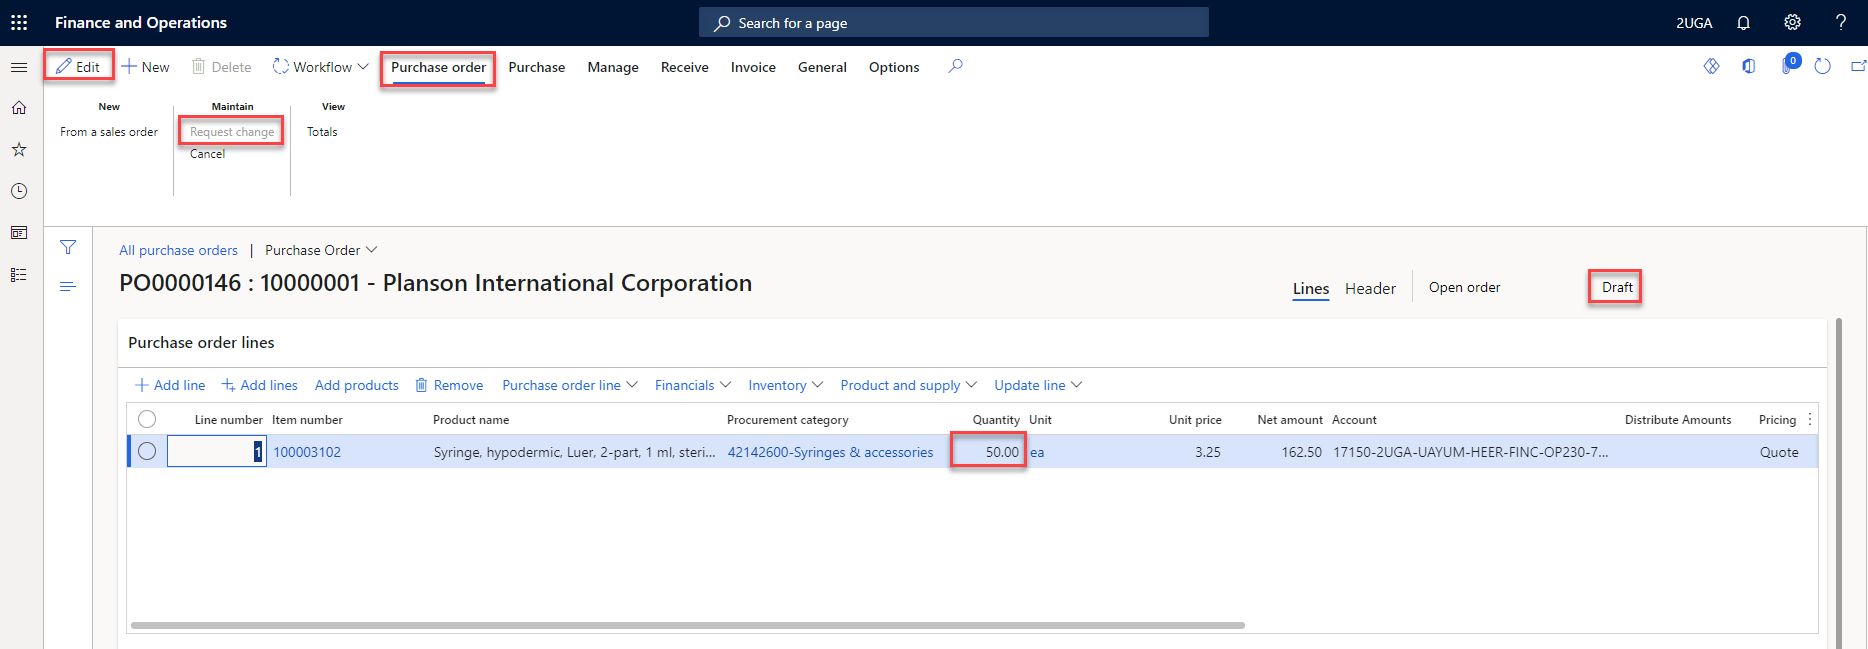 Finance and Operations
Search for a page
2UGA
Edit New Delete Workflow Purchase order Purchase Manage Receive Invoice General Options
0
New Maintain View
From a sales order Request change Totals
Cancel
All purchase orders | Purchase Order
PO0000146 : 10000001 - Planson International Corporation
Lines Header Open order Draft
Purchase order lines
Add line Add lines Add products Remove Purchase order line Financials Inventory Product and supply Update line
Line number Item number Product name Procurement category Quantity Unit Unit price Net amount Account Distribute Amounts Pricing
1 100003102 Syringe, hypodermic, Luer, 2-part, 1 ml, steri... 42142600-Syringes & accessories 50.00 ea 3.25 162.50 17150-2UGA-UAYUM-HEER-FINC-OP230-7... Quote